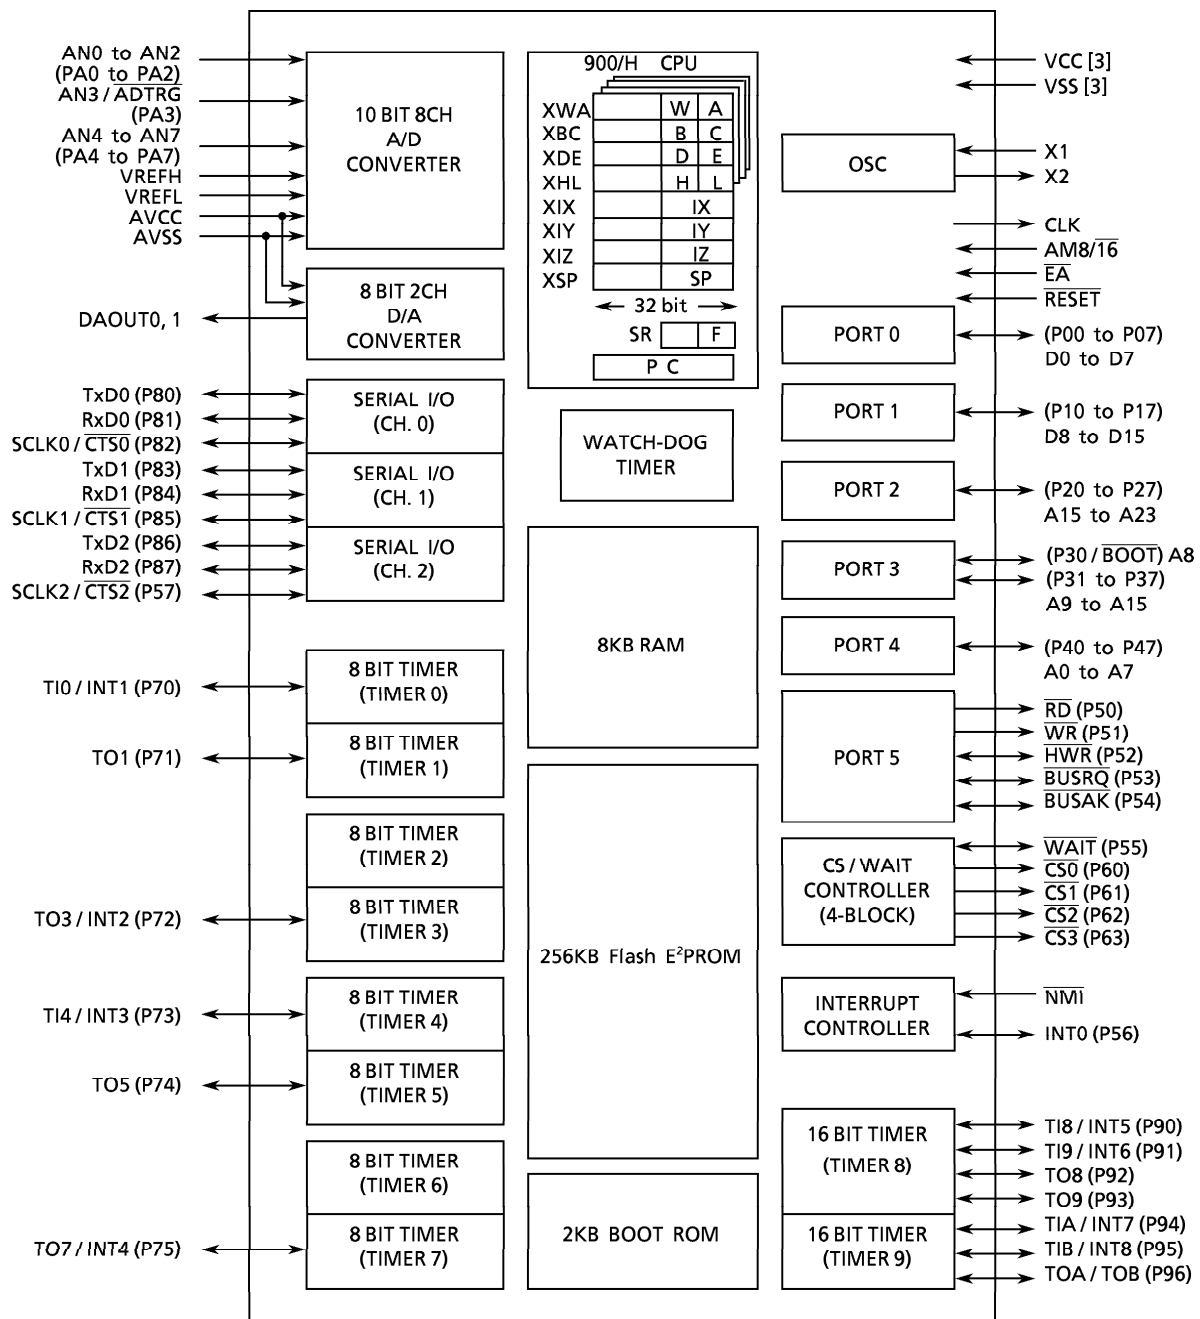 AN0 to AN2
(PA0 to PA2)
AN3 / ADTRG
(PA3)
AN4 to AN7
(PA4 to PA7)
VREFH
VREFL
AVCC
AVSS
DAOUT0, 1
TxD0 (P80)
RxD0 (P81)
SCLK0 / CTS0 (P82)
TxD1 (P83)
RxD1 (P84)
SCLK1 / CTS1 (P85)
TxD2 (P86)
RxD2 (P87)
SCLK2 / CTS2 (P57)
TI0 / INT1 (P70)
TO1 (P71)
TO3 / INT2 (P72)
TI4 / INT3 (P73)
TO5 (P74)
TO7 / INT4 (P75)
10 BIT 8CH
A/D
CONVERTER
8 BIT 2CH
D/A
CONVERTER
SERIAL I/O
(CH. 0)
SERIAL I/O
(CH. 1)
SERIAL I/O
(CH. 2)
8 BIT TIMER
(TIMER 0)
8 BIT TIMER
(TIMER 1)
8 BIT TIMER
(TIMER 2)
8 BIT TIMER
(TIMER 3)
8 BIT TIMER
(TIMER 4)
8 BIT TIMER
(TIMER 5)
8 BIT TIMER
(TIMER 6)
8 BIT TIMER
(TIMER 7)
900/H CPU
XWA W A
XBC B C
XDE D E
XHL H L
XIX IX
XIY IY
XIZ IZ
XSP SP
32 bit
SR F
P C
WATCH-DOG
TIMER
8KB RAM
256KB Flash E²PROM
2KB BOOT ROM
OSC
PORT 0
PORT 1
PORT 2
PORT 3
PORT 4
PORT 5
CS / WAIT
CONTROLLER
(4-BLOCK)
INTERRUPT
CONTROLLER
16 BIT TIMER
(TIMER 8)
16 BIT TIMER
(TIMER 9)
VCC [3]
VSS [3]
X1
X2
CLK
AM8/16
EA
RESET
(P00 to P07)
D0 to D7
(P10 to P17)
D8 to D15
(P20 to P27)
A15 to A23
(P30 / BOOT) A8
(P31 to P37)
A9 to A15
(P40 to P47)
A0 to A7
RD (P50)
WR (P51)
HWR (P52)
BUSRQ (P53)
BUSAK (P54)
WAIT (P55)
CS0 (P60)
CS1 (P61)
CS2 (P62)
CS3 (P63)
NMI
INT0 (P56)
TI8 / INT5 (P90)
TI9 / INT6 (P91)
TO8 (P92)
TO9 (P93)
TIA / INT7 (P94)
TIB / INT8 (P95)
TOA / TOB (P96)